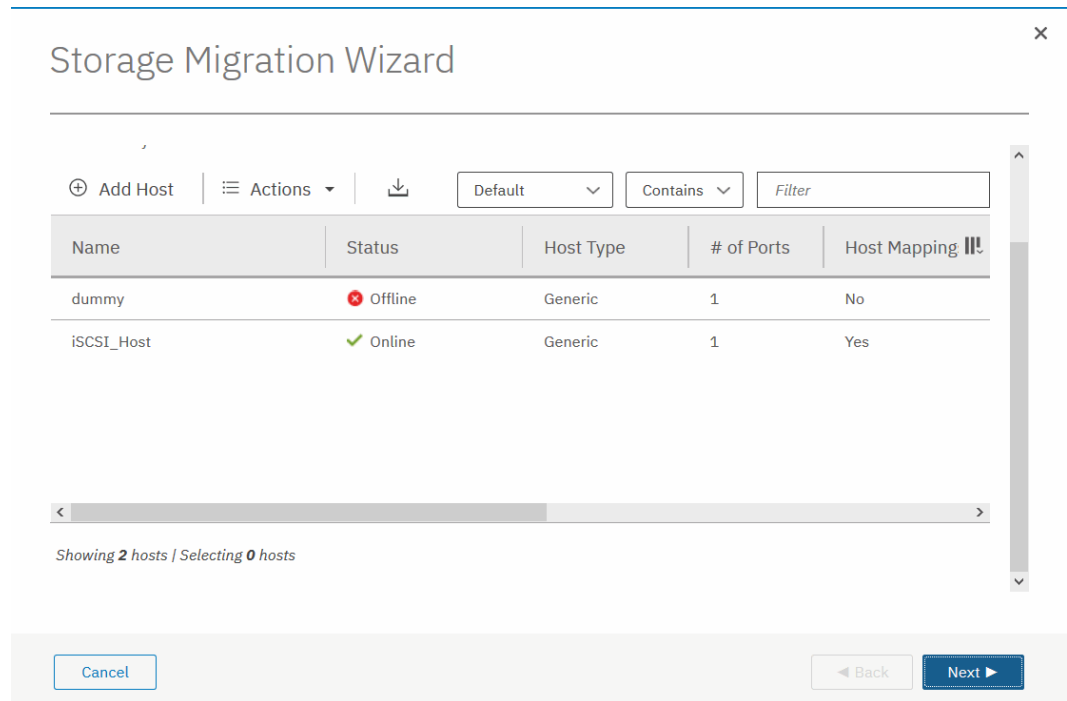 Storage Migration Wizard
Add Host Actions Default Contains Filter
Name Status Host Type # of Ports Host Mapping
dummy Offline Generic 1 No
iSCSI_Host Online Generic 1 Yes
Showing 2 hosts | Selecting 0 hosts
Cancel Back Next